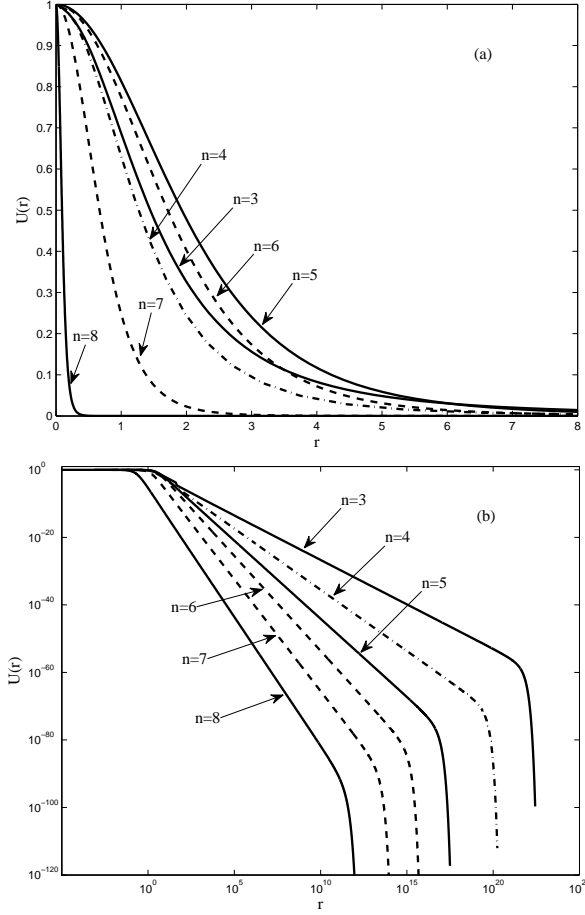 1
0.9
0.8
0.7
0.6
0.5
0.4
0.3
0.2
0.1
0
U(r)
(a)
n=4
n=3
n=6
n=5
n=7
n=8
0 1 2 3 4 5 6 7 8
r
10^0
10^-20
10^-40
10^-60
10^-80
10^-100
10^-120
U(r)
(b)
n=3
n=4
n=5
n=6
n=7
n=8
10^0 10^5 10^10 10^15 10^20
r